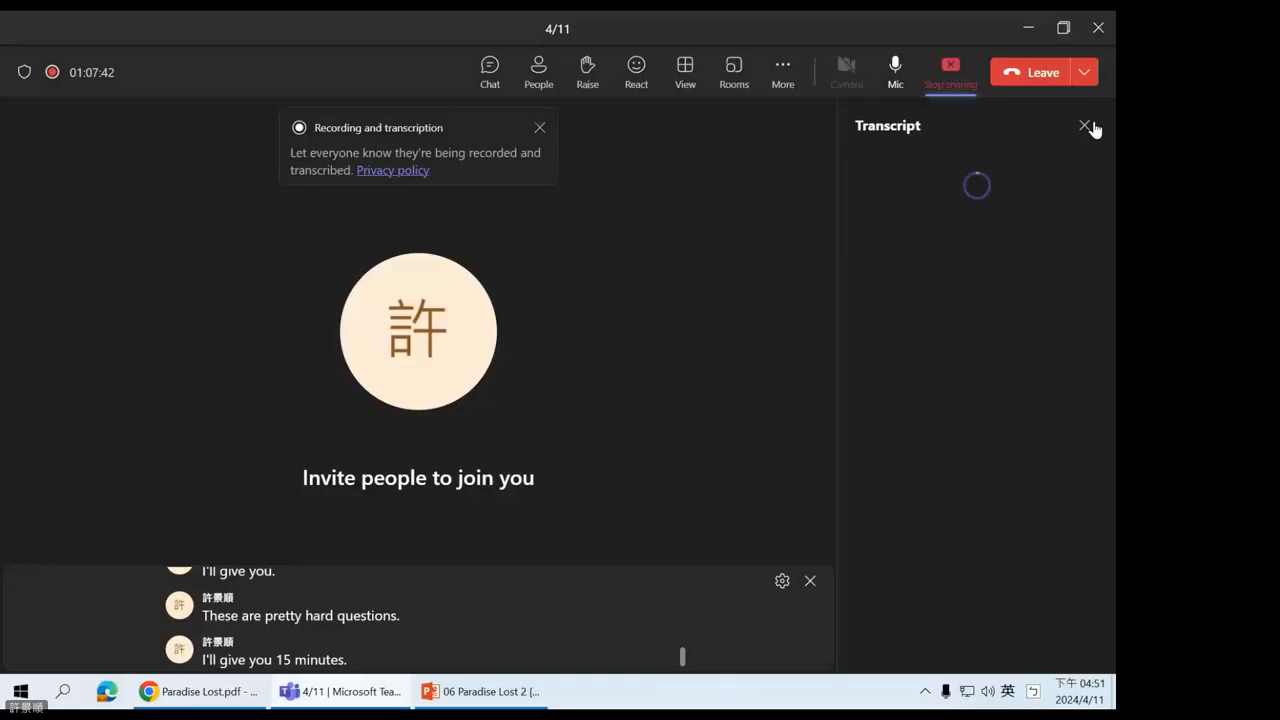 4/11
01:07:42
Chat
People
Raise
React
View
Rooms
More
Camera
Mic
Stop sharing
Leave
Recording and transcription
Let everyone know they're being recorded and
transcribed. Privacy policy
Transcript
許
Invite people to join you
I'll give you.
許景順
許
These are pretty hard questions.
許景順
許
I'll give you 15 minutes.
Paradise Lost.pdf - ...
4/11 | Microsoft Tea...
06 Paradise Lost 2 [...
英
下午 04:51
2024/4/11
許景順